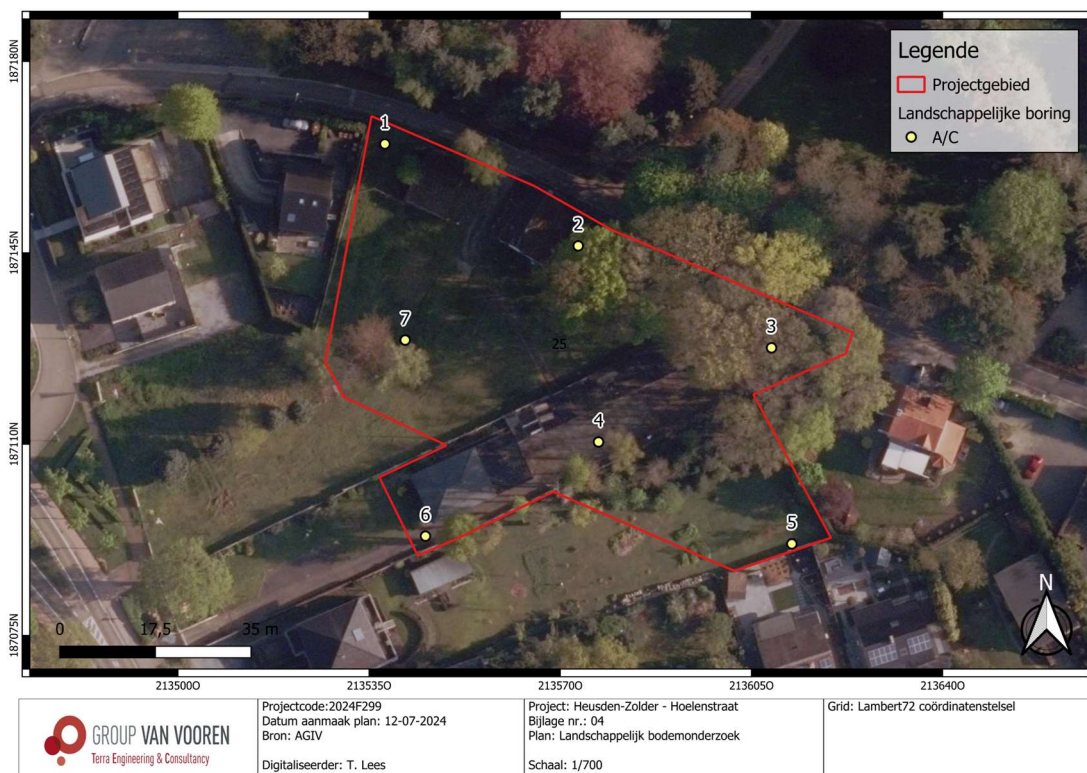 187180N
187145N
187110N
187075N
Legende
Projectgebied
Landschappelijke boring
A/C
1
2
3
7
25
4
6
5
N
0 17,5 35 m
213500O 213535O 213570O 213605O 213640O
GROUP VAN VOOREN
Terra Engineering & Consultancy
Projectcode:2024F299
Datum aanmaak plan: 12-07-2024
Bron: AGIV
Digitaliseerder: T. Lees
Project: Heusden-Zolder - Hoelenstraat
Bijlage nr.: 04
Plan: Landschappelijk bodemonderzoek
Schaal: 1/700
Grid: Lambert72 coördinatenstelsel